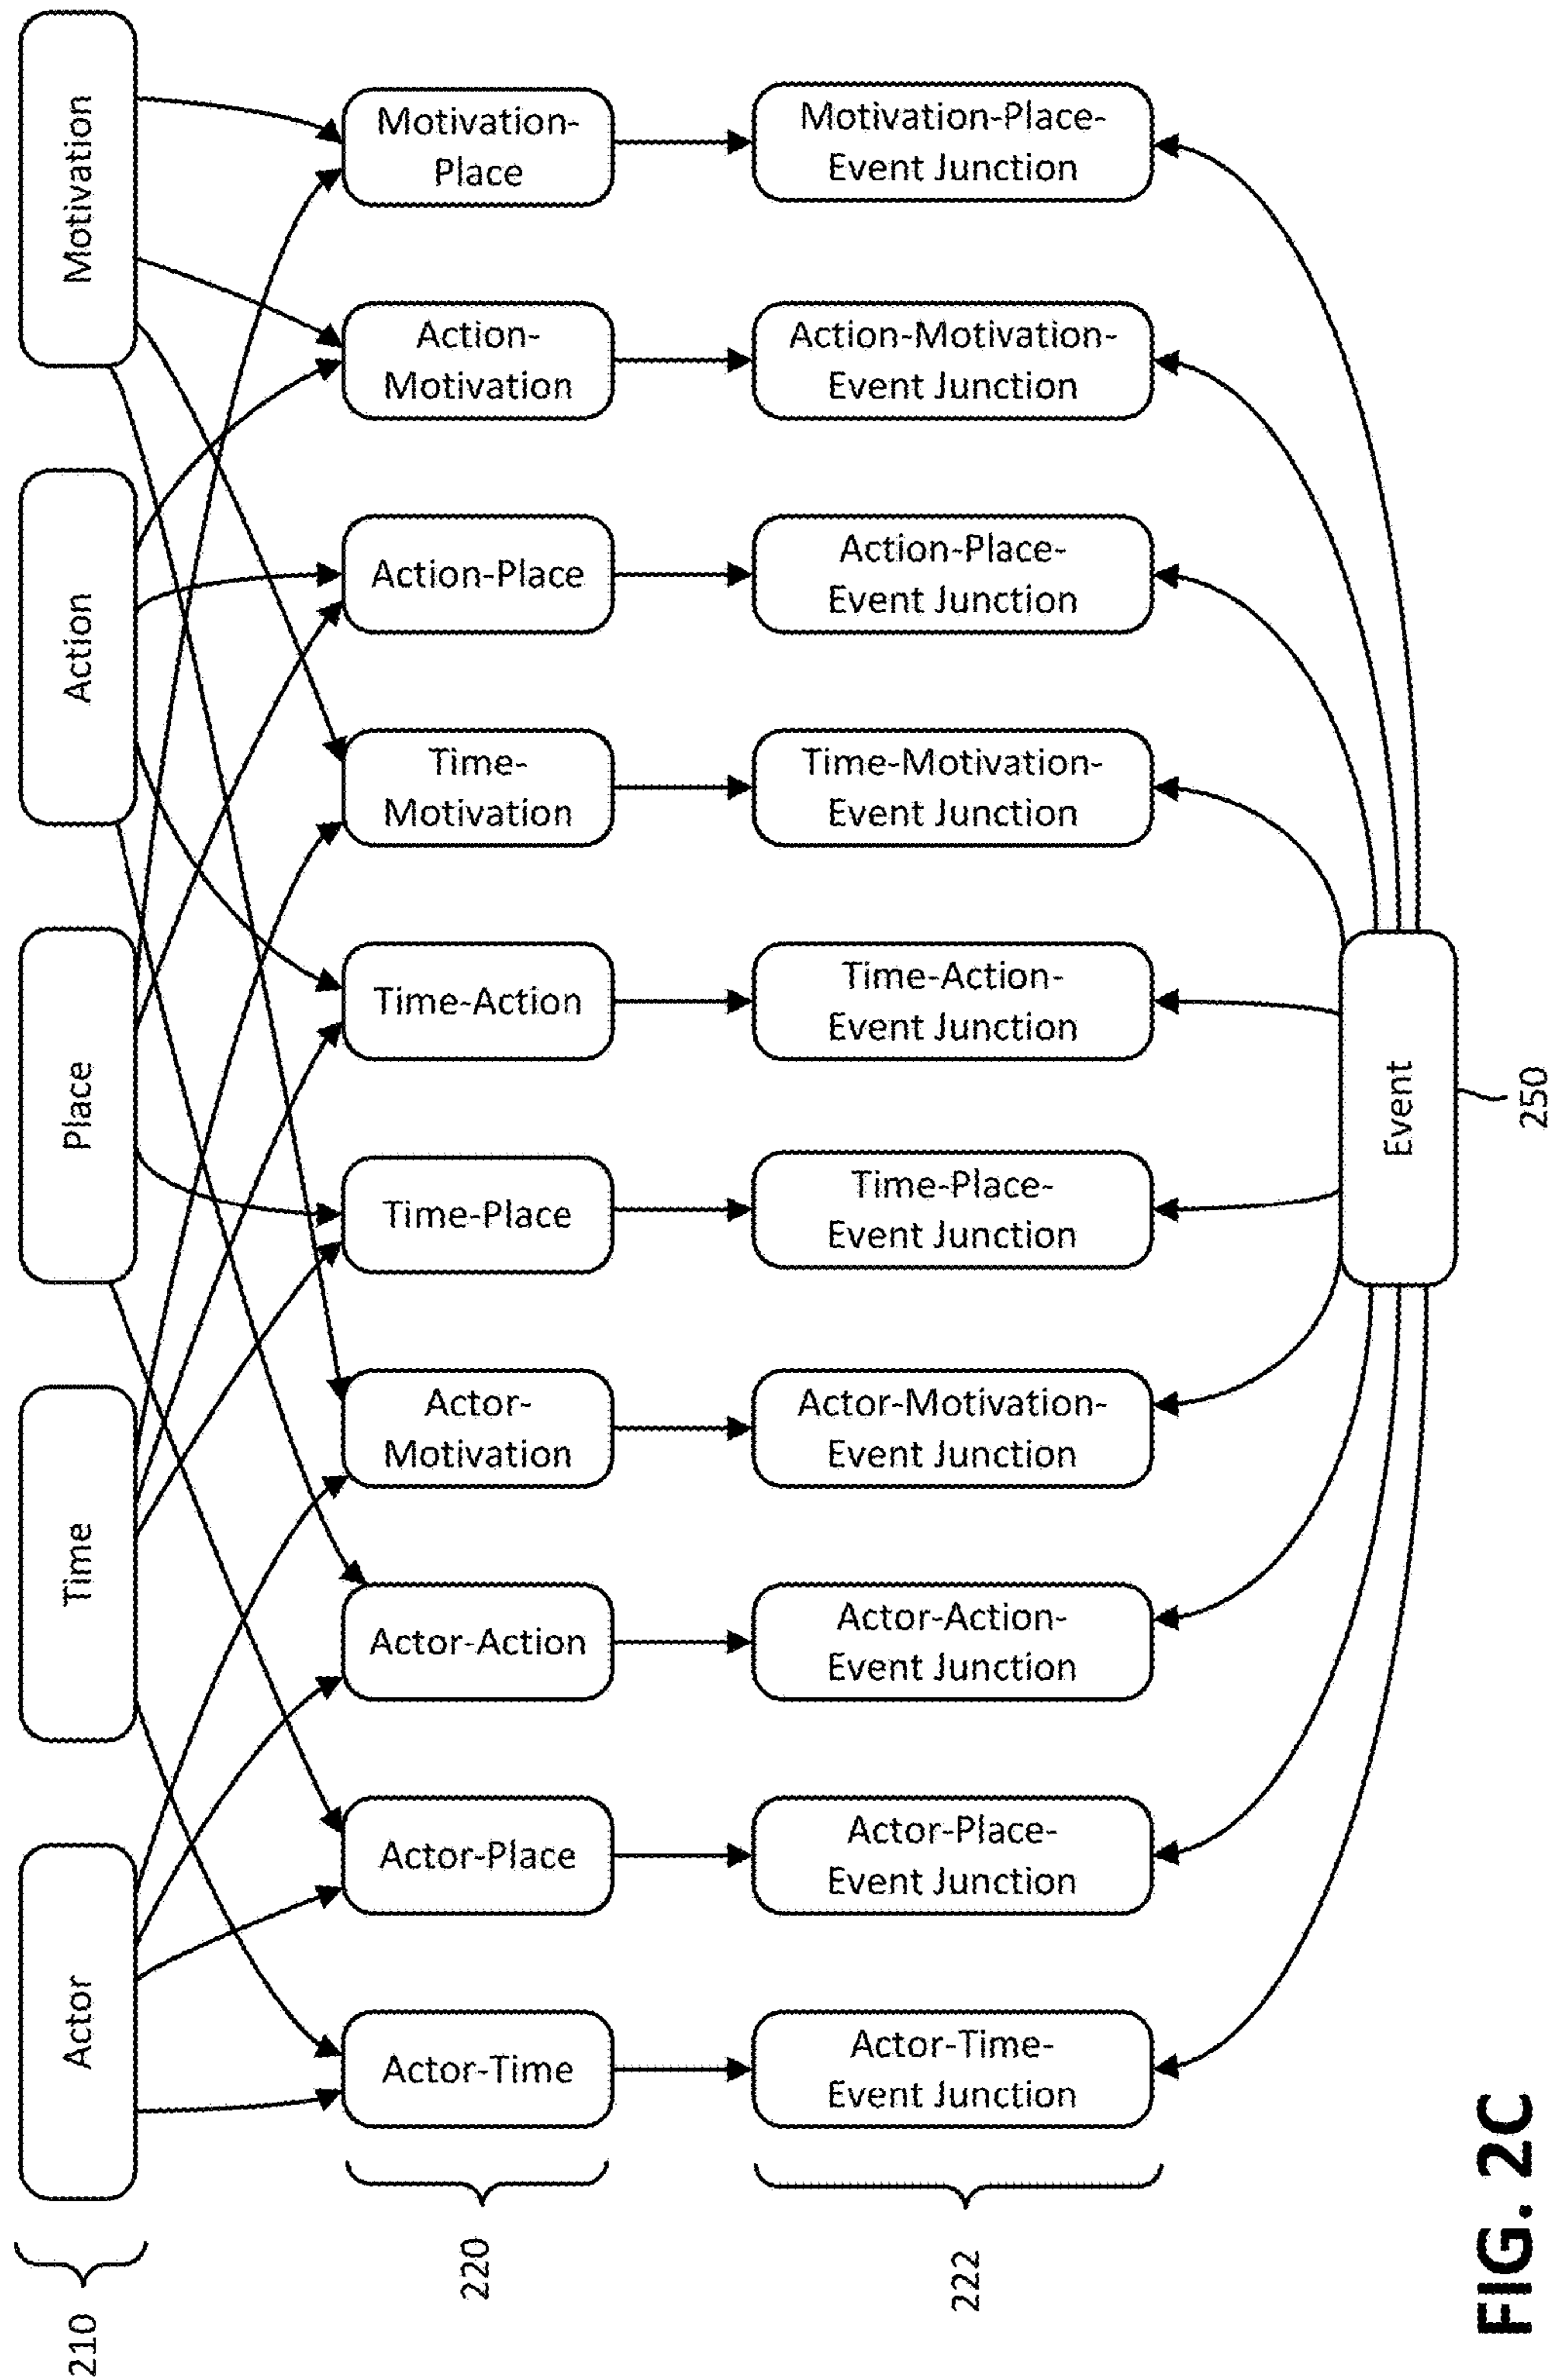 Motivation
Action
Place
Time
Actor
210
Motivation-
Place
Action-
Motivation
Action-Place
Time-
Motivation
Time-Action
Time-Place
Actor-
Motivation
Actor-Action
Actor-Place
Actor-Time
220
Motivation-Place-
Event Junction
Action-Motivation-
Event Junction
Action-Place-
Event Junction
Time-Motivation-
Event Junction
Time-Action-
Event Junction
Time-Place-
Event Junction
Actor-Motivation-
Event Junction
Actor-Action-
Event Junction
Actor-Place-
Event Junction
Actor-Time-
Event Junction
222
Event
250
FIG. 2C